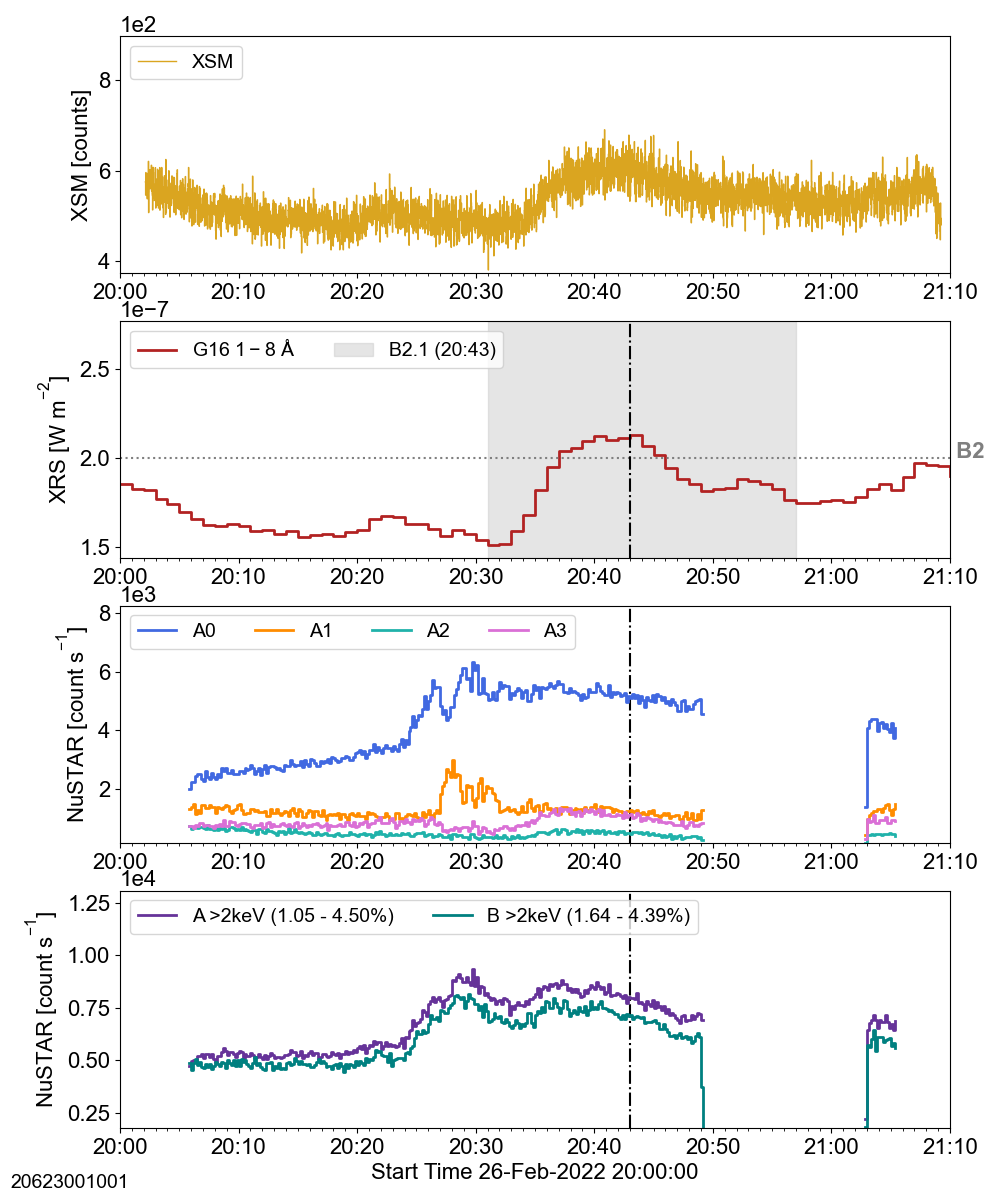 1e2
XSM
XSM [counts]
8
6
4
20:00 20:10 20:20 20:30 20:40 20:50 21:00 21:10
1e−7
G16 1 − 8 Å B2.1 (20:43)
XRS [W m−2]
2.5
2.0
1.5
B2
20:00 20:10 20:20 20:30 20:40 20:50 21:00 21:10
1e3
A0 A1 A2 A3
NuSTAR [count s−1]
8
6
4
2
20:00 20:10 20:20 20:30 20:40 20:50 21:00 21:10
1e4
A >2keV (1.05 - 4.50%) B >2keV (1.64 - 4.39%)
NuSTAR [count s−1]
1.25
1.00
0.75
0.50
0.25
20:00 20:10 20:20 20:30 20:40 20:50 21:00 21:10
Start Time 26-Feb-2022 20:00:00
20623001001